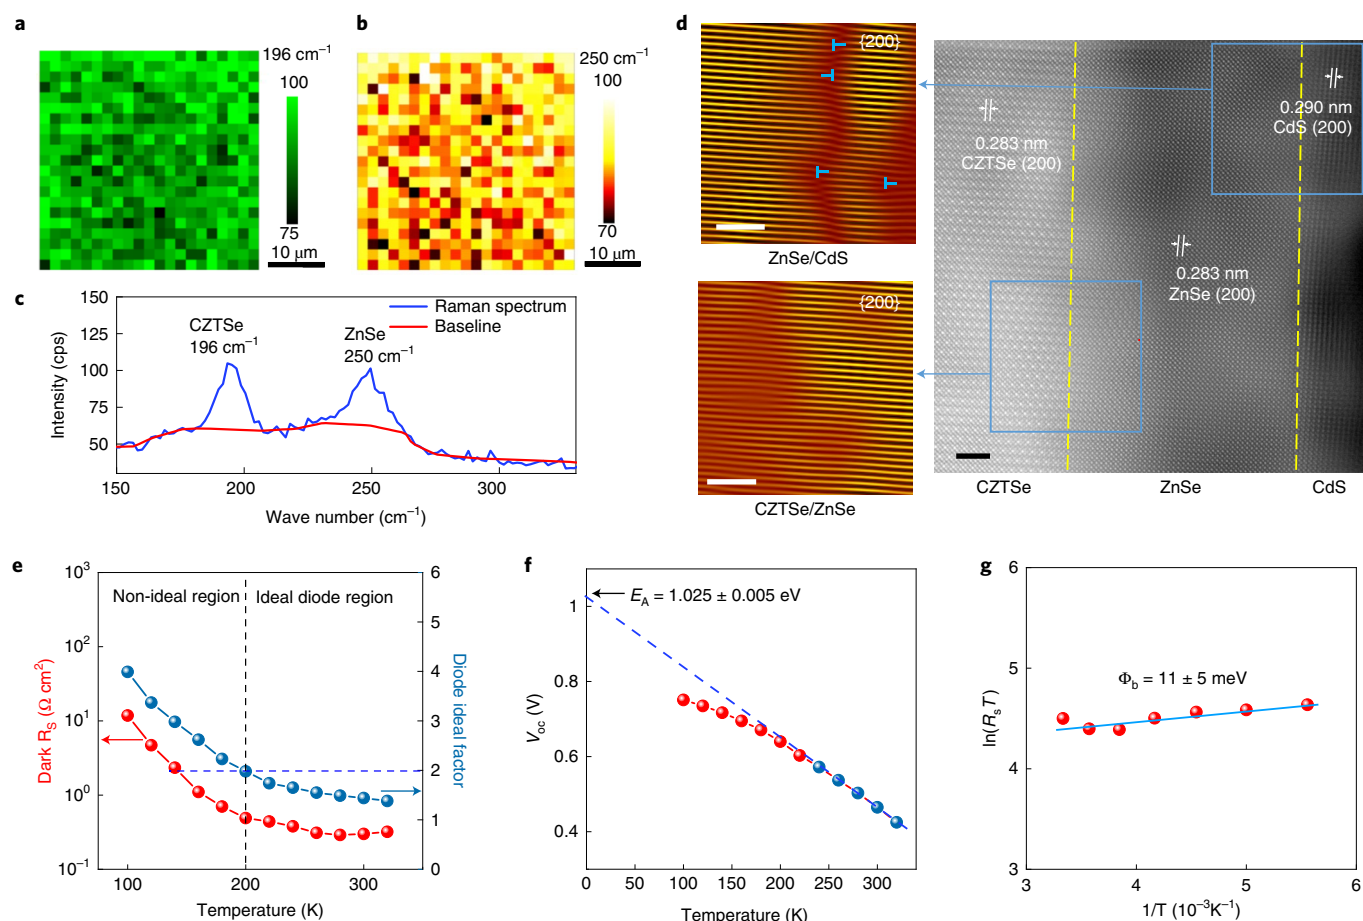 a
196 cm⁻¹
100
75
10 μm
b
250 cm⁻¹
100
70
10 μm
c
Intensity (cps)
150
125
100
75
50
CZTSe
196 cm⁻¹
ZnSe
250 cm⁻¹
Raman spectrum
Baseline
150
200
250
300
Wave number (cm⁻¹)
d
{200}
ZnSe/CdS
{200}
CZTSe/ZnSe
0.283 nm
CZTSe (200)
0.290 nm
CdS (200)
0.283 nm
ZnSe (200)
CZTSe
ZnSe
CdS
e
Dark R_S (Ω cm²)
10³
10²
10¹
10⁰
10⁻¹
Non-ideal region
Ideal diode region
6
5
4
3
2
1
0
Diode ideal factor
100
200
300
Temperature (K)
f
V_oc (V)
1
0.8
0.6
0.4
E_A = 1.025 ± 0.005 eV
0
50
100
150
200
250
300
Temperature (K)
g
ln(R_sT)
6
5
4
3
Φ_b = 11 ± 5 meV
3
4
5
6
1/T (10⁻³K⁻¹)